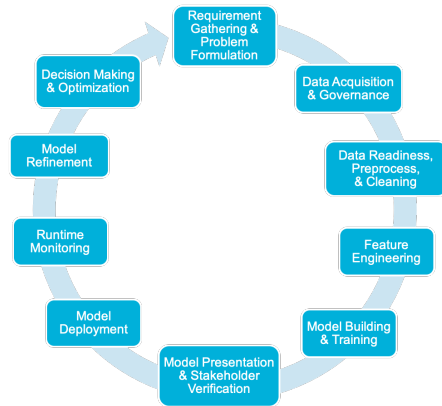 Requirement
Gathering &
Problem
Formulation
Data Acquisition
& Governance
Data Readiness,
Preprocess,
& Cleaning
Feature
Engineering
Model Building
& Training
Model Presentation
& Stakeholder
Verification
Model
Deployment
Runtime
Monitoring
Model
Refinement
Decision Making
& Optimization